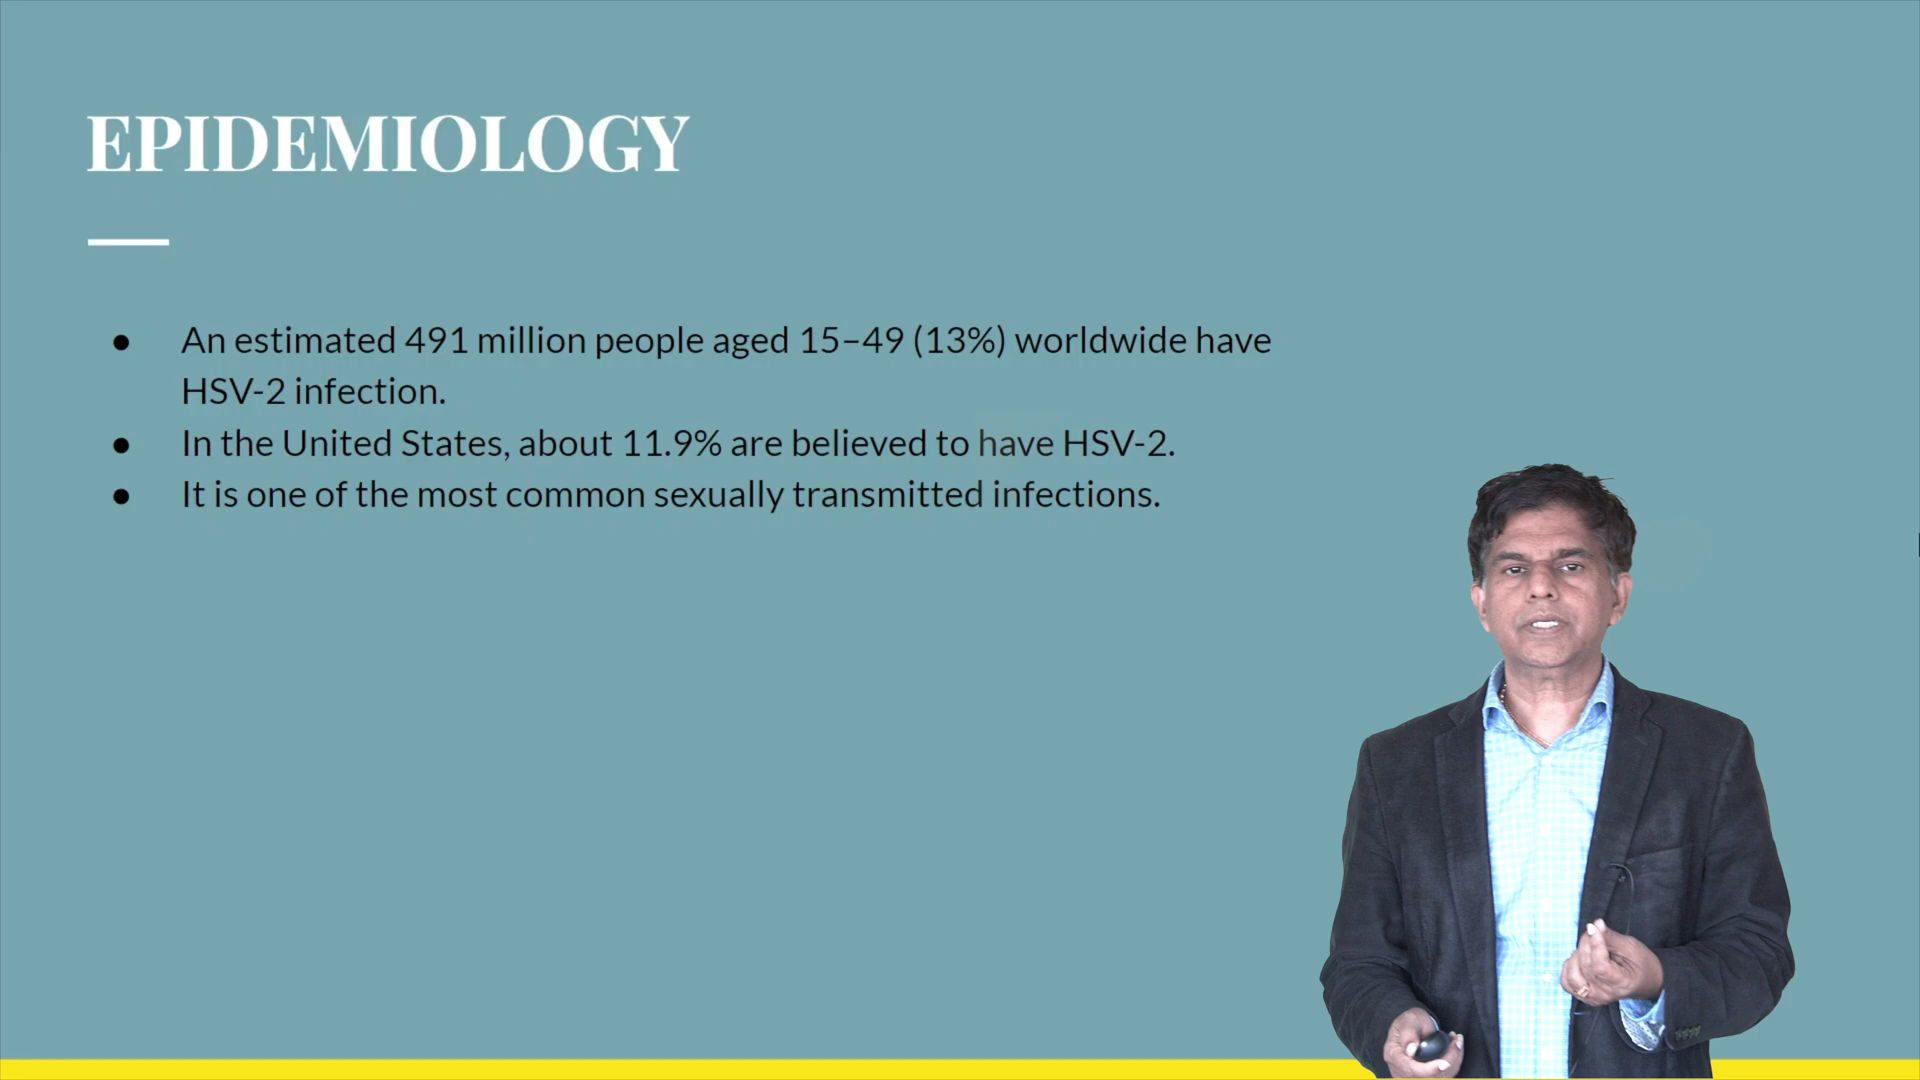 EPIDEMIOLOGY
● An estimated 491 million people aged 15–49 (13%) worldwide have
HSV-2 infection.
● In the United States, about 11.9% are believed to have HSV-2.
● It is one of the most common sexually transmitted infections.